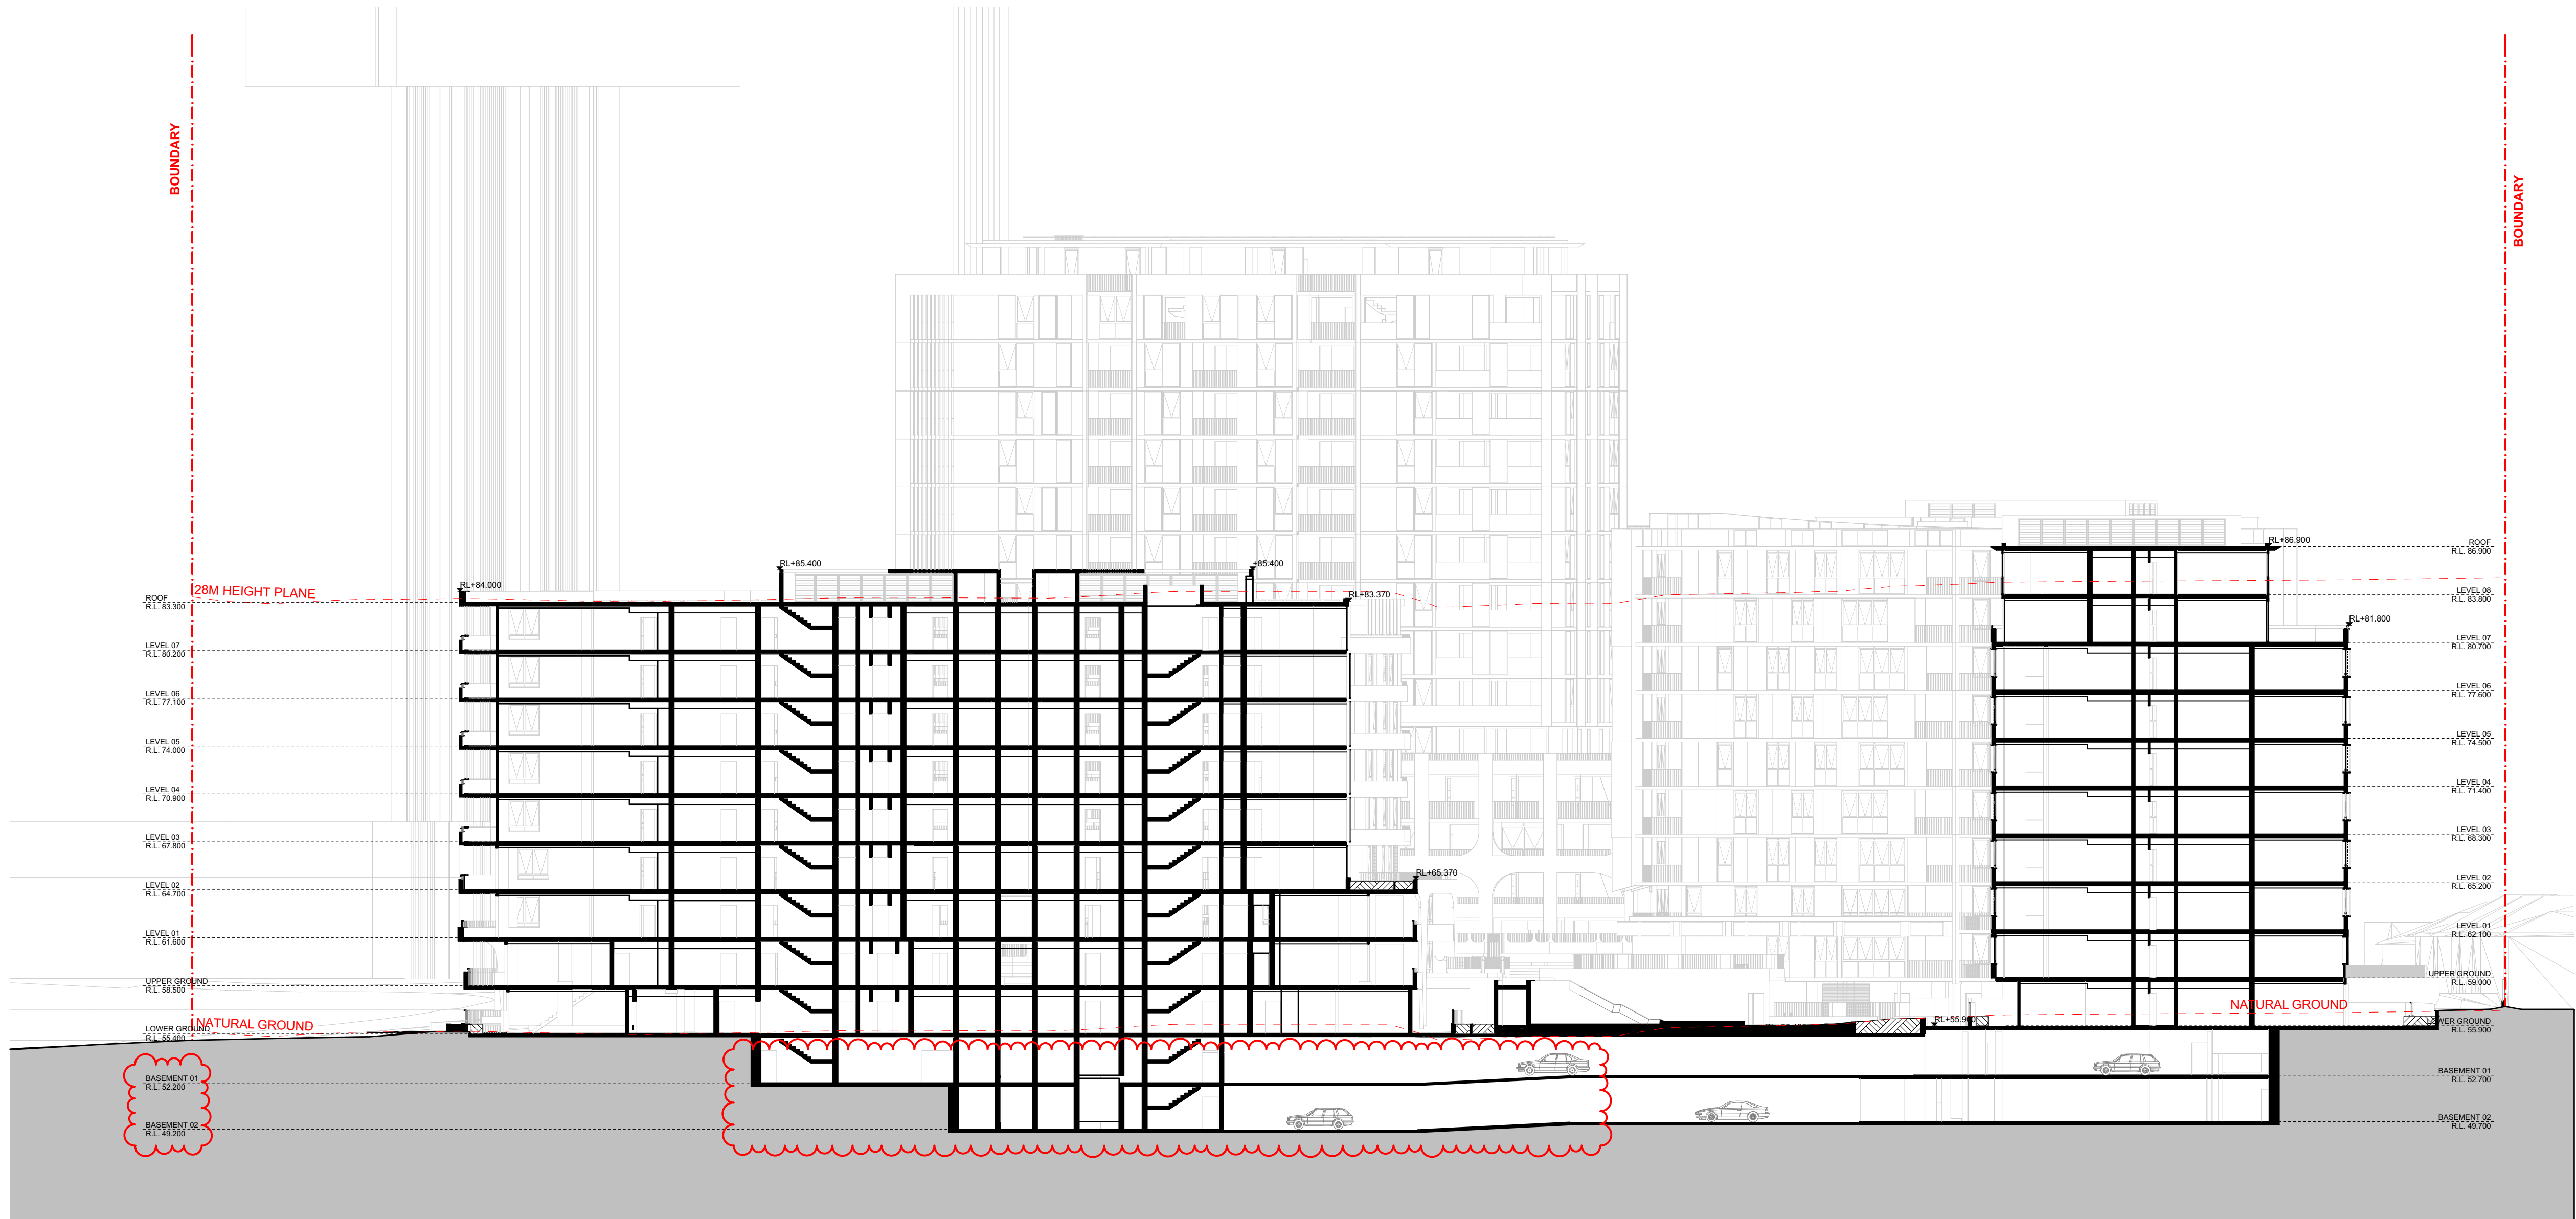 BOUNDARY
BOUNDARY
28M HEIGHT PLANE
RL+84.000
RL+85.400
+85.400
RL+83.370
RL+65.370
RL+86.900
RL+81.800
RL+55.900
ROOF
R.L. 83.300
LEVEL 07
R.L. 80.200
LEVEL 06
R.L. 77.100
LEVEL 05
R.L. 74.000
LEVEL 04
R.L. 70.900
LEVEL 03
R.L. 67.800
LEVEL 02
R.L. 64.700
LEVEL 01
R.L. 61.600
UPPER GROUND
R.L. 58.500
NATURAL GROUND
LOWER GROUND
R.L. 55.400
BASEMENT 01
R.L. 52.200
BASEMENT 02
R.L. 49.200
ROOF
R.L. 86.900
LEVEL 08
R.L. 83.800
LEVEL 07
R.L. 80.700
LEVEL 06
R.L. 77.600
LEVEL 05
R.L. 74.500
LEVEL 04
R.L. 71.400
LEVEL 03
R.L. 68.300
LEVEL 02
R.L. 65.200
LEVEL 01
R.L. 62.100
UPPER GROUND
R.L. 59.000
NATURAL GROUND
LOWER GROUND
R.L. 55.900
BASEMENT 01
R.L. 52.700
BASEMENT 02
R.L. 49.700